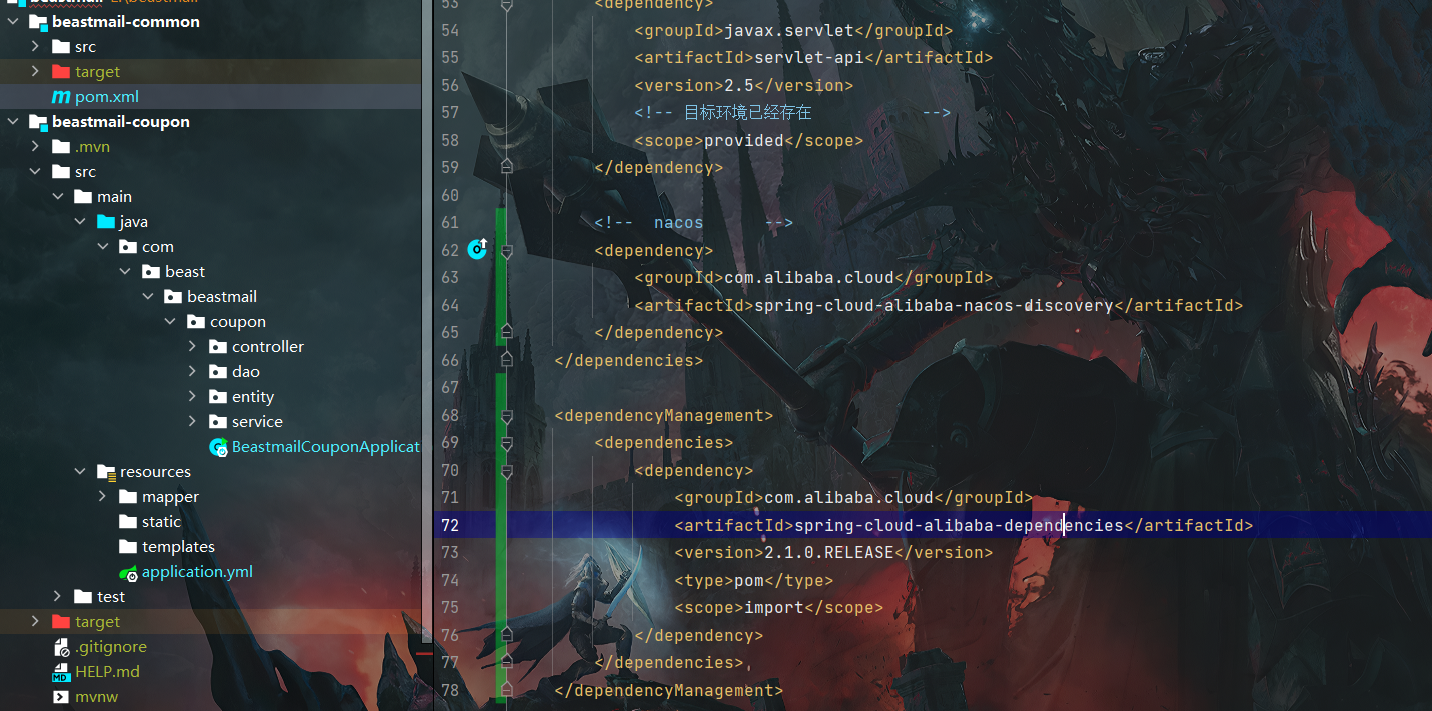 beastmail-common
src
target
pom.xml
beastmail-coupon
.mvn
src
main
java
com
beast
beastmail
coupon
controller
dao
entity
service
BeastmailCouponApplicat
resources
mapper
static
templates
application.yml
test
target
.gitignore
HELP.md
mvnw
53 <dependency>
54 <groupId>javax.servlet</groupId>
55 <artifactId>servlet-api</artifactId>
56 <version>2.5</version>
57 <!-- 目标环境已经存在 -->
58 <scope>provided</scope>
59 </dependency>
60
61 <!-- nacos -->
62 <dependency>
63 <groupId>com.alibaba.cloud</groupId>
64 <artifactId>spring-cloud-alibaba-nacos-discovery</artifactId>
65 </dependency>
66 </dependencies>
67
68 <dependencyManagement>
69 <dependencies>
70 <dependency>
71 <groupId>com.alibaba.cloud</groupId>
72 <artifactId>spring-cloud-alibaba-dependencies</artifactId>
73 <version>2.1.0.RELEASE</version>
74 <type>pom</type>
75 <scope>import</scope>
76 </dependency>
77 </dependencies>
78 </dependencyManagement>